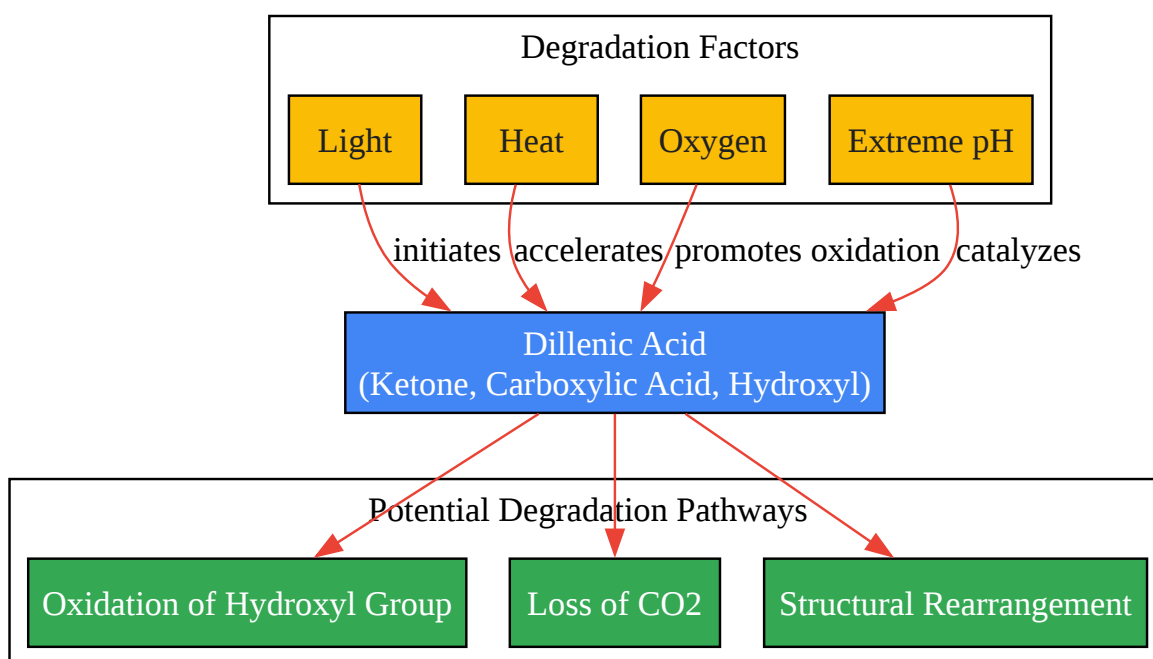 Degradation Factors
Light
Heat
Oxygen
Extreme pH
initiates
accelerates
promotes oxidation
catalyzes
Dillenic Acid
(Ketone, Carboxylic Acid, Hydroxyl)
Potential Degradation Pathways
Oxidation of Hydroxyl Group
Loss of CO2
Structural Rearrangement